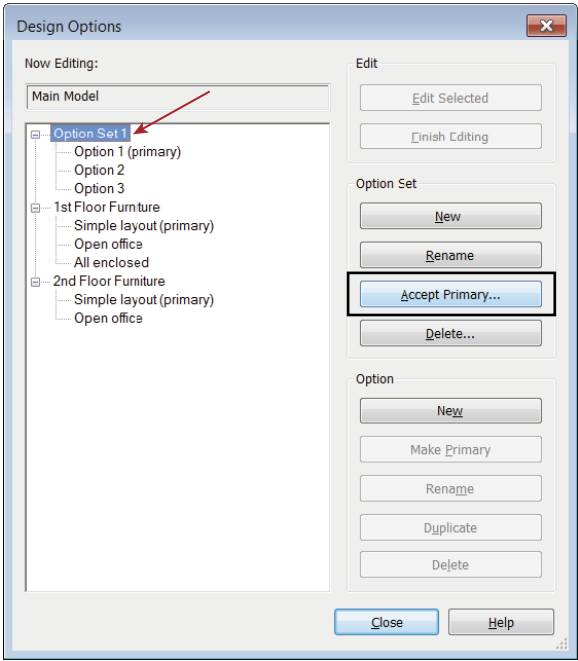 Design Options
Now Editing:
Main Model
Option Set 1
Option 1 (primary)
Option 2
Option 3
1st Floor Furniture
Simple layout (primary)
Open office
All enclosed
2nd Floor Furniture
Simple layout (primary)
Open office
Edit
Edit Selected
Finish Editing
Option Set
New
Rename
Accept Primary...
Delete...
Option
New
Make Primary
Rename
Duplicate
Delete
Close
Help